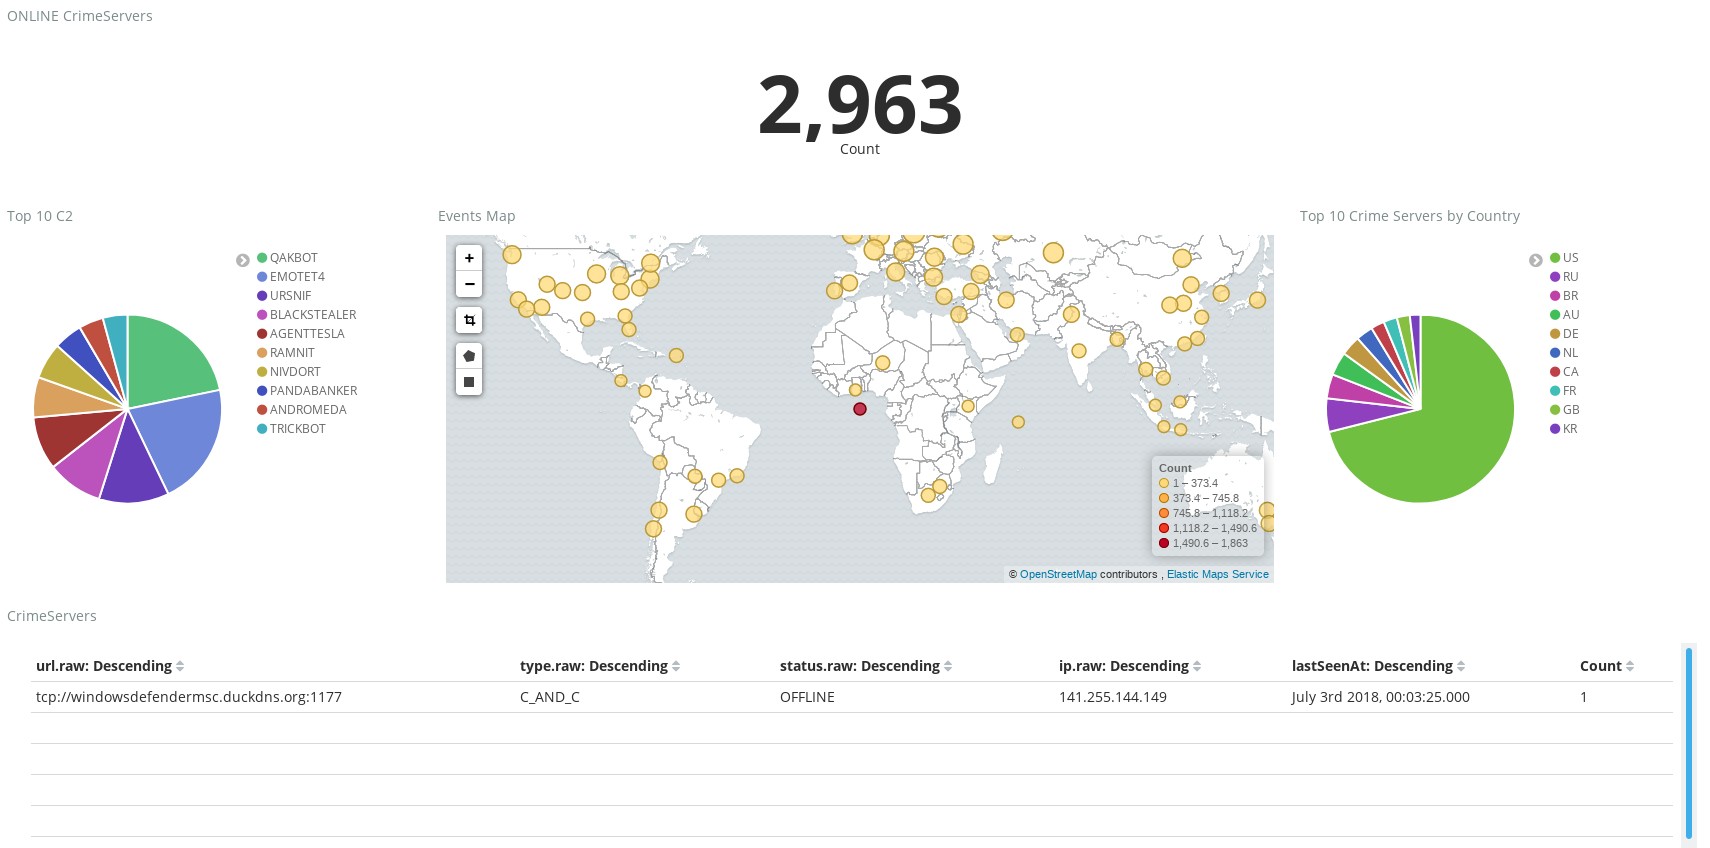 ONLINE CrimeServers
2,963
Count
Top 10 C2
QAKBOT
EMOTET4
URSNIF
BLACKSTEALER
AGENTTESLA
RAMNIT
NIVDORT
PANDABANKER
ANDROMEDA
TRICKBOT
Events Map
+
−
Count
1 – 373.4
373.4 – 745.8
745.8 – 1,118.2
1,118.2 – 1,490.6
1,490.6 – 1,863
© OpenStreetMap contributors , Elastic Maps Service
Top 10 Crime Servers by Country
US
RU
BR
AU
DE
NL
CA
FR
GB
KR
CrimeServers
url.raw: Descending type.raw: Descending status.raw: Descending ip.raw: Descending lastSeenAt: Descending Count
tcp://windowsdefendermsc.duckdns.org:1177 C_AND_C OFFLINE 141.255.144.149 July 3rd 2018, 00:03:25.000 1